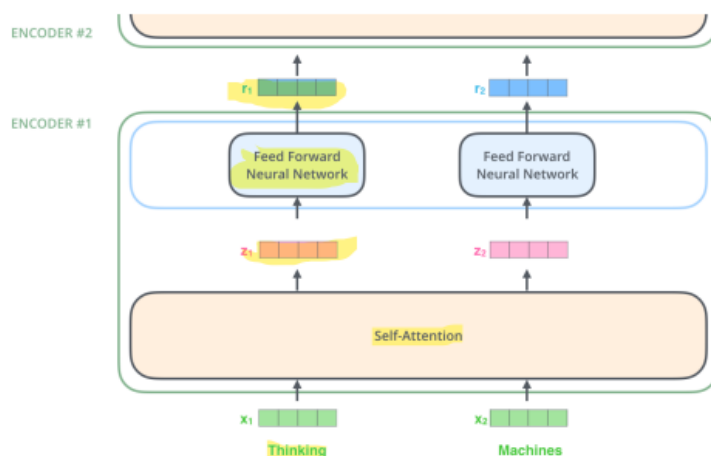 ENCODER #2
r₁ r₂
ENCODER #1
Feed Forward Neural Network
Feed Forward Neural Network
z₁ z₂
Self-Attention
x₁ x₂
Thinking Machines